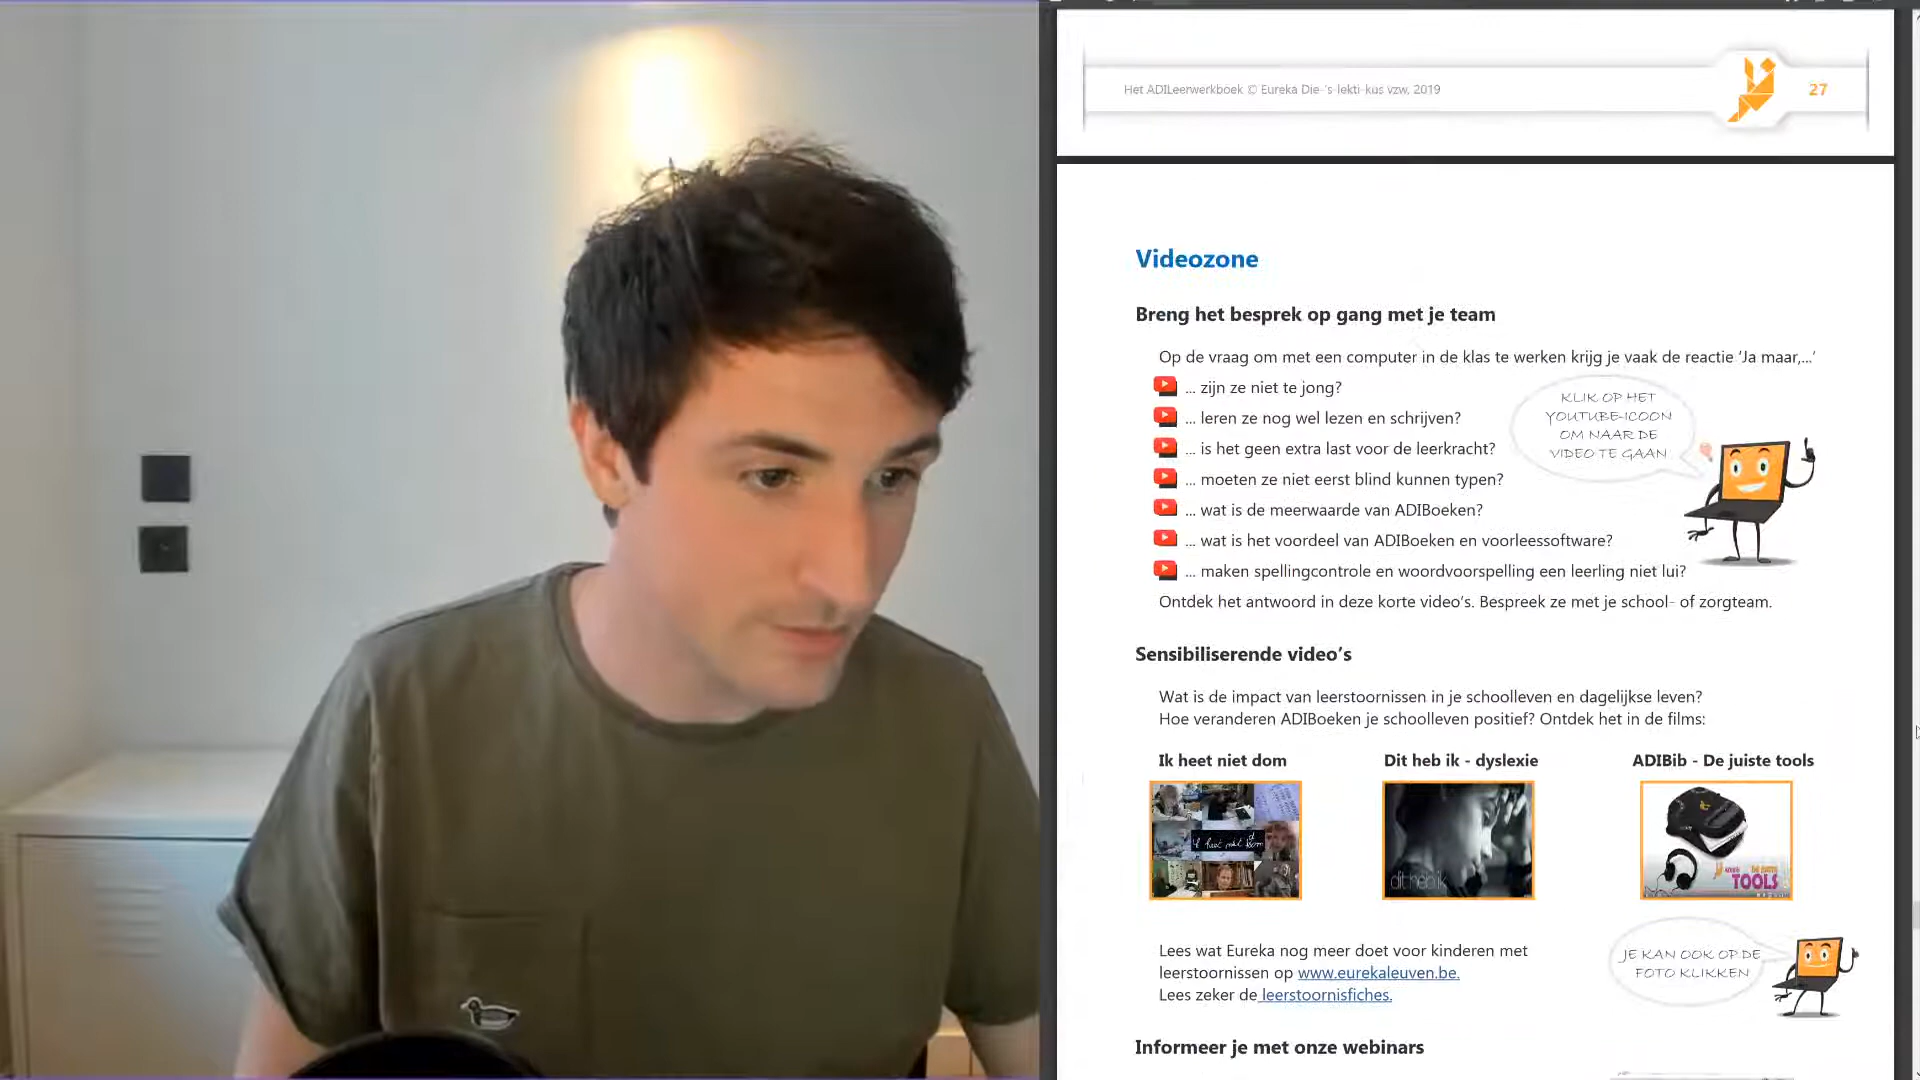 Het ADILeerwerkboek © Eureka Die-'s-lekti-kus vzw, 2019
27
Videozone
Breng het besprek op gang met je team
Op de vraag om met een computer in de klas te werken krijg je vaak de reactie ‘Ja maar,...’
... zijn ze niet te jong?
... leren ze nog wel lezen en schrijven?
... is het geen extra last voor de leerkracht?
... moeten ze niet eerst blind kunnen typen?
... wat is de meerwaarde van ADIBoeken?
... wat is het voordeel van ADIBoeken en voorleessoftware?
... maken spellingcontrole en woordvoorspelling een leerling niet lui?
KLIK OP HET
YOUTUBE-ICOON
OM NAAR DE
VIDEO TE GAAN
Ontdek het antwoord in deze korte video’s. Bespreek ze met je school- of zorgteam.
Sensibiliserende video’s
Wat is de impact van leerstoornissen in je schoolleven en dagelijkse leven?
Hoe veranderen ADIBoeken je schoolleven positief? Ontdek het in de films:
Ik heet niet dom
Dit heb ik - dyslexie
ADIBib - De juiste tools
ik heet niet dom
dit heb ik
TOOLS
Lees wat Eureka nog meer doet voor kinderen met
leerstoornissen op www.eurekaleuven.be.
Lees zeker de leerstoornisfiches.
JE KAN OOK OP DE
FOTO KLIKKEN
Informeer je met onze webinars